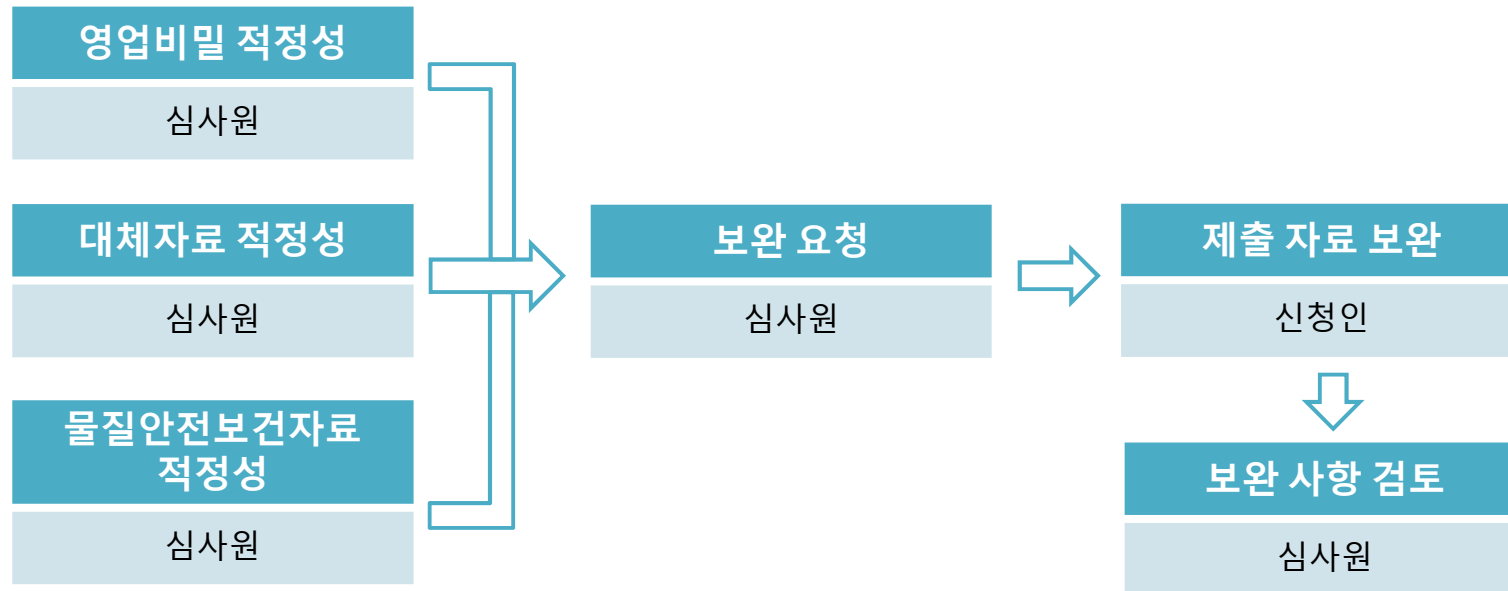 영업비밀 적정성
심사원
대체자료 적정성
심사원
물질안전보건자료
적정성
심사원
보완 요청
심사원
제출 자료 보완
신청인
보완 사항 검토
심사원